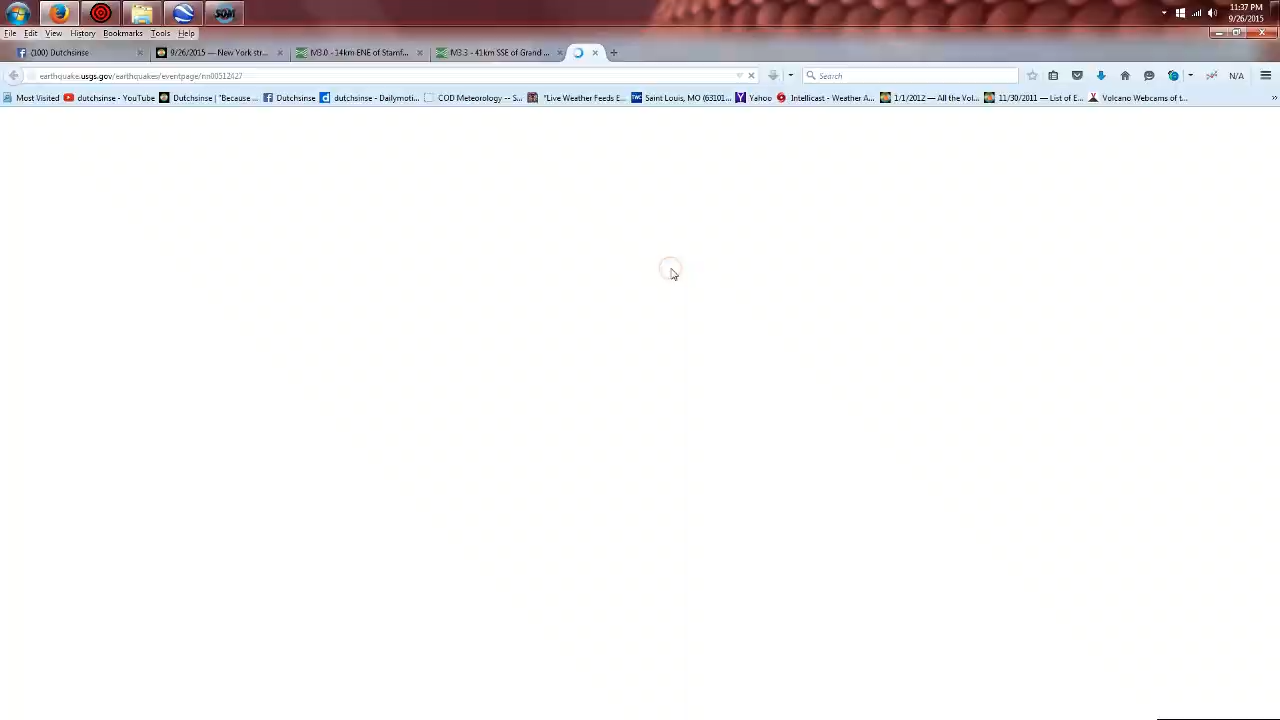 11:37 PM
9/26/2015
File Edit View History Bookmarks Tools Help
(100) Dutchsinse
9/26/2015 — New York str...
M3.0 - 14km ENE of Stamf...
M3.3 - 41km SSE of Grand ...
earthquake.usgs.gov/earthquakes/eventpage/nn00512427
Search
N/A
Most Visited dutchsinse - YouTube Dutchsinse | "Because ... Dutchsinse dutchsinse - Dailymoti... COD Meteorology -- S... "Live Weather Feeds E... Saint Louis, MO (63101... Yahoo Intellicast - Weather A... 1/1/2012 — All the Vol... 11/30/2011 — List of E... Volcano Webcams of t...